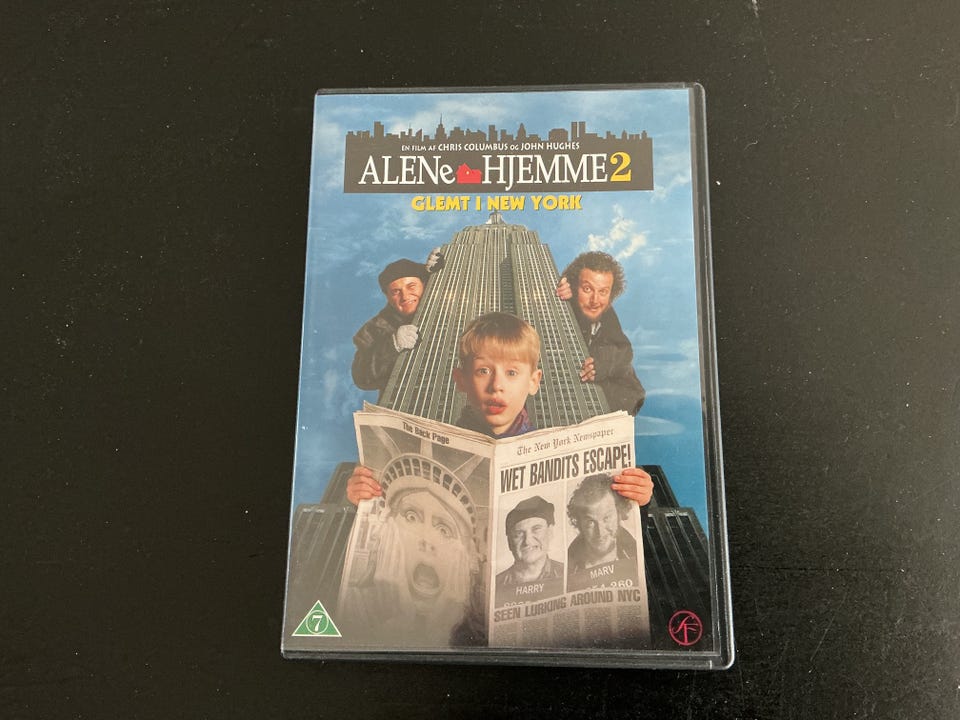 EN FILM AF CHRIS COLUMBUS OG JOHN HUGHES
ALENe HJEMME 2
GLEMT I NEW YORK
The Back Page
The New York Newspaper
WET BANDITS ESCAPE!
HARRY
MARV
SEEN LURKING AROUND NYC
7
SF